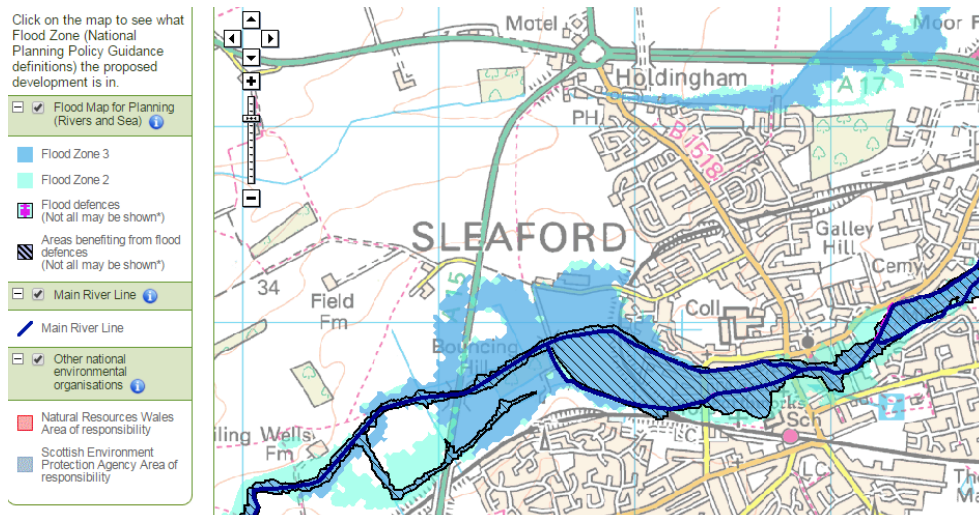 Click on the map to see what
Flood Zone (National
Planning Policy Guidance
definitions) the proposed
development is in.
Flood Map for Planning
(Rivers and Sea)
Flood Zone 3
Flood Zone 2
Flood defences
(Not all may be shown*)
Areas benefiting from flood
defences
(Not all may be shown*)
Main River Line
Main River Line
Other national
environmental
organisations
Natural Resources Wales
Area of responsibility
Scottish Environment
Protection Agency Area of
responsibility
Motel
Moor F
Holdingham
A 17
PH
B 1518
SLEAFORD
Galley
Hill
Cemy
34
Field
Fm
Coll
Bouncing
Hill
iling Wells
Fm
LC
LC
Th
Ma